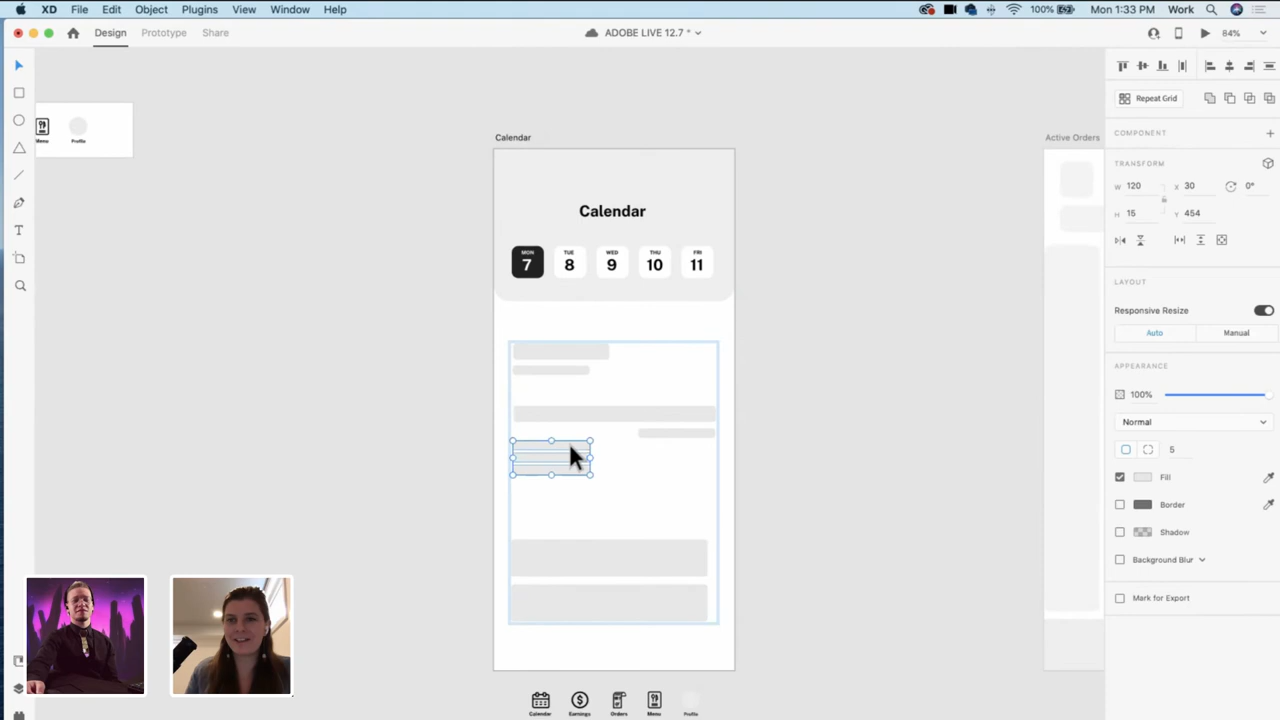 XD File Edit Object Plugins View Window Help 100% Mon 1:33 PM Work
Design Prototype Share ADOBE LIVE 12.7 * 84%
Repeat Grid
Menu Profile
Calendar Active Orders
COMPONENT
TRANSFORM
W 120 X 30 0°
H 15 Y 454
Calendar
MON TUE WED THU FRI
7 8 9 10 11
LAYOUT
Responsive Resize
Auto Manual
APPEARANCE
100%
Normal
5
Fill
Border
Shadow
Background Blur
Mark for Export
Calendar Earnings Orders Menu Profile